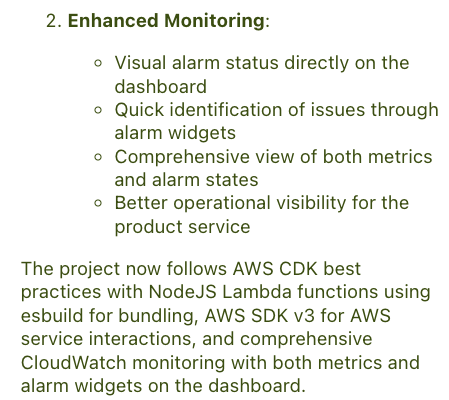 2. Enhanced Monitoring:
◦ Visual alarm status directly on the
dashboard
◦ Quick identification of issues through
alarm widgets
◦ Comprehensive view of both metrics
and alarm states
◦ Better operational visibility for the
product service
The project now follows AWS CDK best
practices with NodeJS Lambda functions using
esbuild for bundling, AWS SDK v3 for AWS
service interactions, and comprehensive
CloudWatch monitoring with both metrics and
alarm widgets on the dashboard.